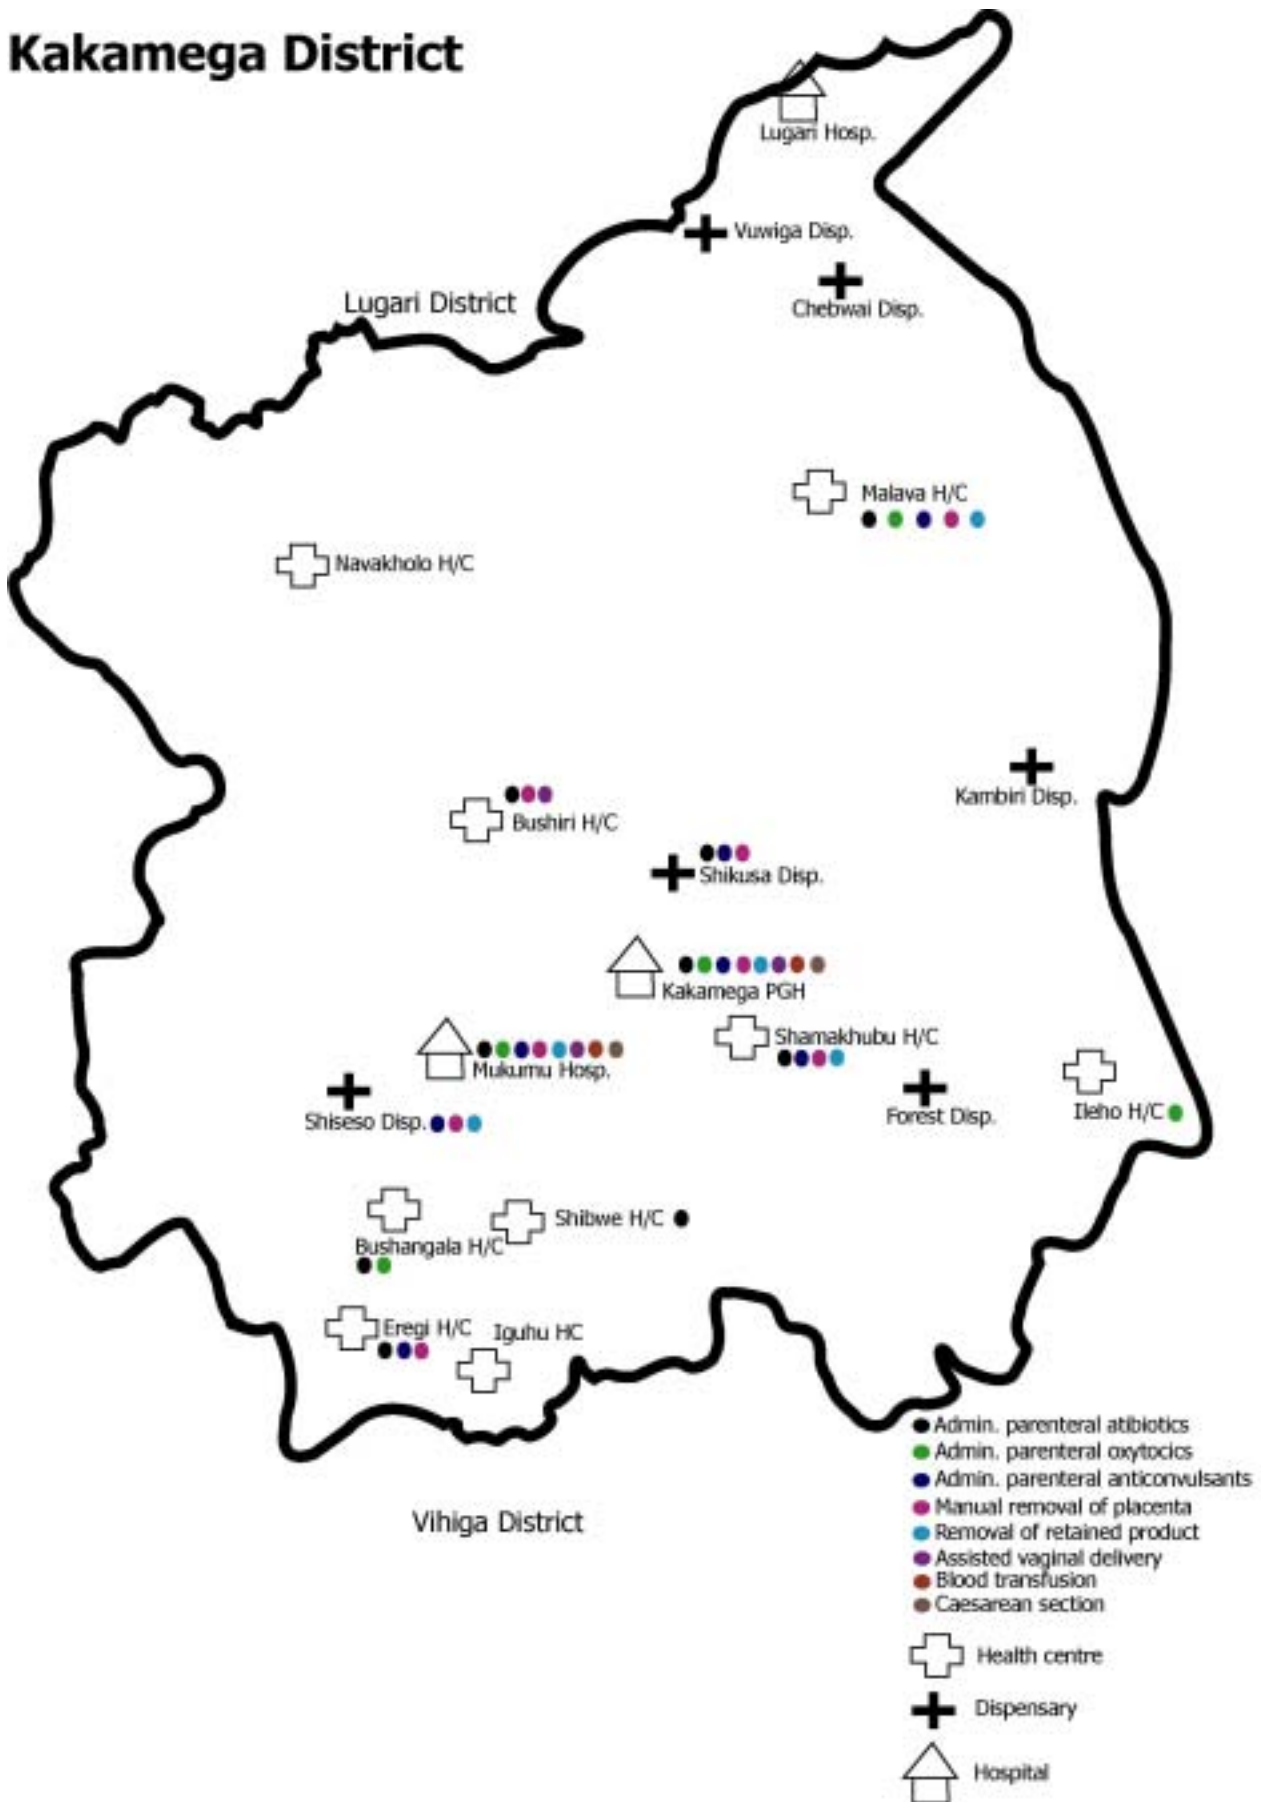 Kakamega District
Lugari Hosp.
Vuwiga Disp.
Chebwai Disp.
Lugari District
Malava H/C
Navakholo H/C
Kambiri Disp.
Bushiri H/C
Shikusa Disp.
Kakamega PGH
Shamakhubu H/C
Mukumu Hosp.
Shiseso Disp.
Forest Disp.
Ileho H/C
Shibwe H/C
Bushangala H/C
Eregi H/C
Iguhu HC
Vihiga District
Admin. parenteral atibiotics
Admin. parenteral oxytocics
Admin. parenteral anticonvulsants
Manual removal of placenta
Removal of retained product
Assisted vaginal delivery
Blood transfusion
Caesarean section
Health centre
Dispensary
Hospital